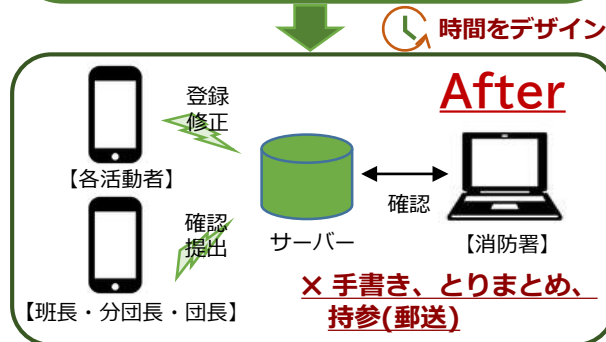 時間をデザイン
After
登録
修正
【各活動者】
確認
提出
サーバー
確認
【消防署】
【班長・分団長・団長】
× 手書き、とりまとめ、
持参(郵送)